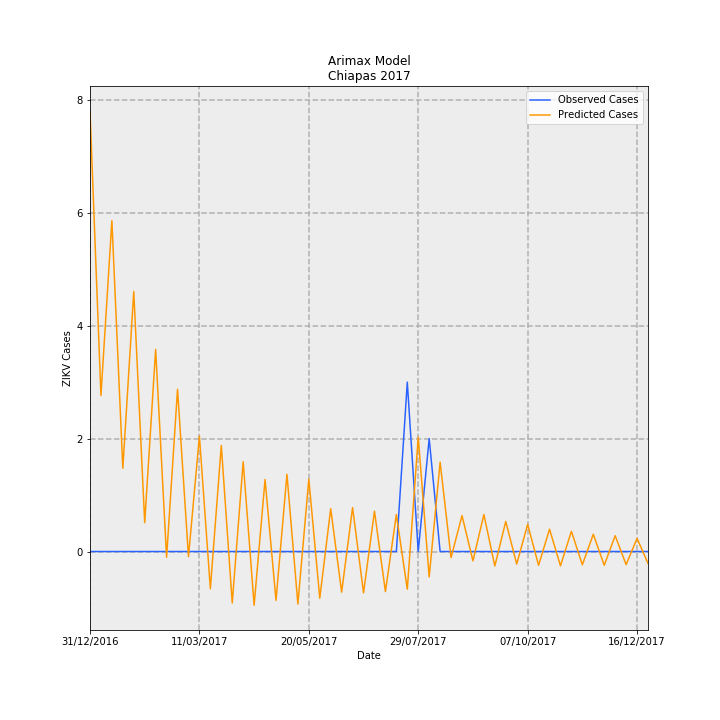 Arimax Model
Chiapas 2017
Observed Cases
Predicted Cases
8
6
4
2
0
ZIKV Cases
31/12/2016
11/03/2017
20/05/2017
29/07/2017
07/10/2017
16/12/2017
Date